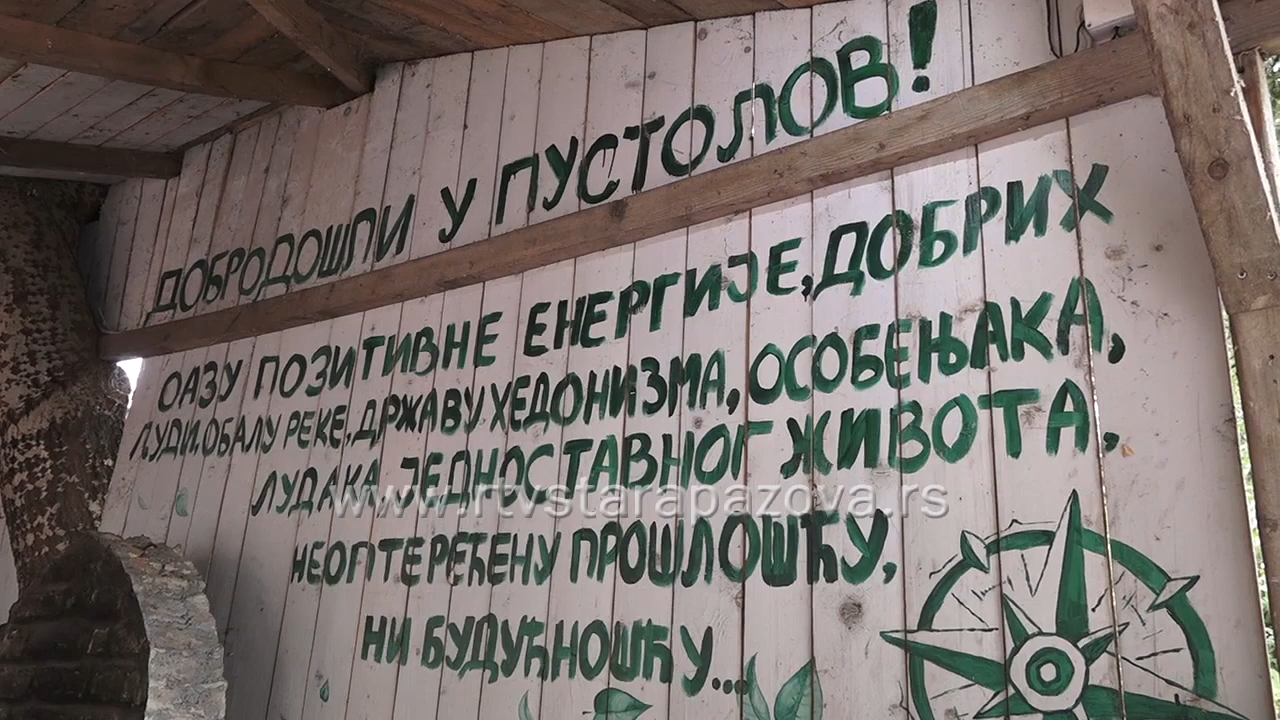 ДОБРОДОШЛИ У ПУСТОЛОВ!
ОАЗУ ПОЗИТИВНЕ ЕНЕРГИЈЕ, ДОБРИХ
ЉУДИ, ОБАЛУ РЕКЕ, ДРЖАВУ ХЕДОНИЗМА, ОСОБЕЊАКА,
ЛУДАКА ЈЕДНОСТАВНОГ ЖИВОТА,
НЕОПТЕРЕЂЕНУ ПРОШЛОШЋУ,
НИ БУДУЋНОШЋУ...
www.rtvstarapazova.rs